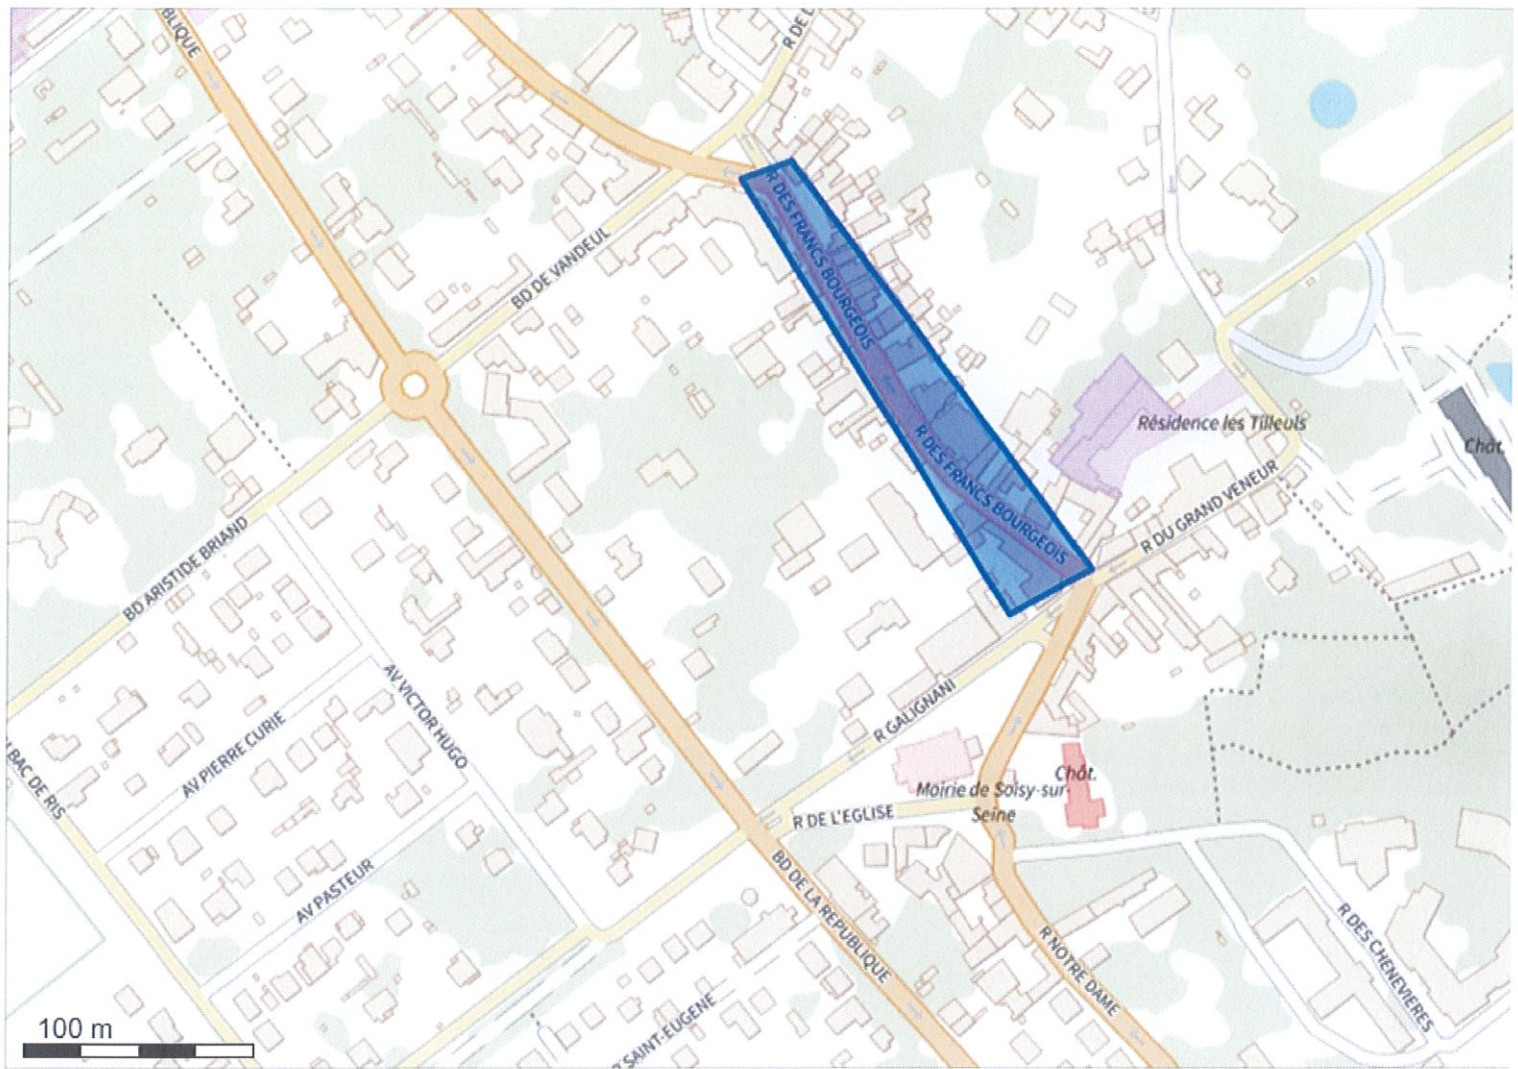 BLIQUE
R DE L
R DES FRANCS BOURGEOIS
BD DE VANDEUL
R DES FRANCS BOURGEOIS
Résidence les Tilleuls
Chât.
R DU GRAND VENEUR
BD ARISTIDE BRIAND
AV VICTOR HUGO
R GALIGNANI
AV PIERRE CURIE
BAC DE RIS
Chât.
Mairie de Soisy-sur-
Seine
R DE L'EGLISE
AV PASTEUR
BD DE LA REPUBLIQUE
R NOTRE DAME
R DES CHENEVIERES
SAINT-EUGENE
100 m